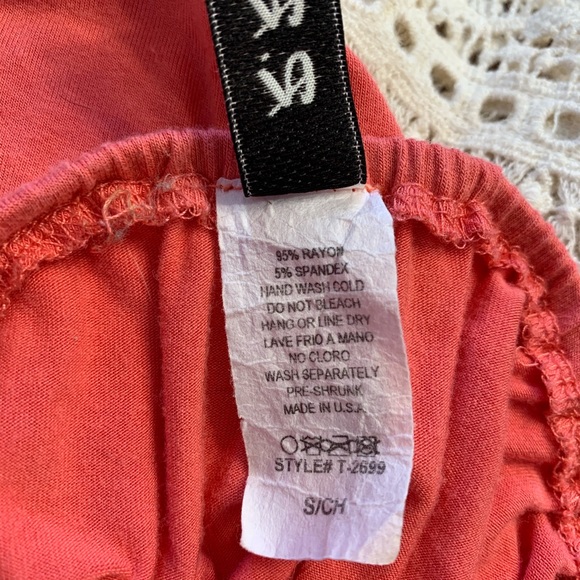 95% RAYON
5% SPANDEX
HAND WASH COLD
DO NOT BLEACH
HANG OR LINE DRY
LAVE FRIO A MANO
NO CLORO
WASH SEPARATELY
PRE-SHRUNK
MADE IN U.S.A.
STYLE# T-2699
S/CH